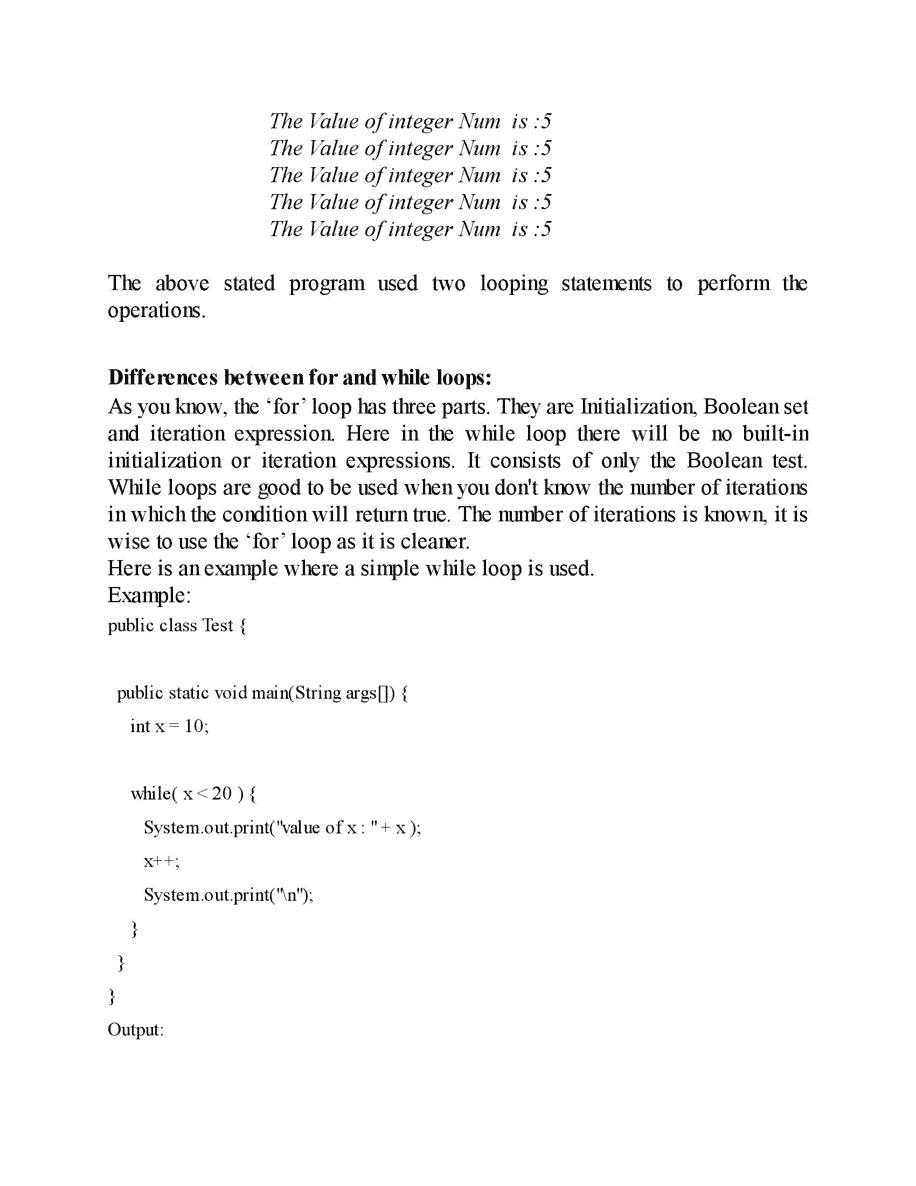 The Value of integer Num  is :5
The Value of integer Num  is :5
The Value of integer Num  is :5
The Value of integer Num  is :5
The Value of integer Num  is :5
The above stated program used two looping statements to perform the
operations.
Differences between for and while loops:
As you know, the ‘for’ loop has three parts. They are Initialization, Boolean set
and iteration expression. Here in the while loop there will be no built-in
initialization or iteration expressions. It consists of only the Boolean test.
While loops are good to be used when you don't know the number of iterations
in which the condition will return true. The number of iterations is known, it is
wise to use the ‘for’ loop as it is cleaner.
Here is an example where a simple while loop is used.
Example:
public class Test {
public static void main(String args[]) {
int x = 10;
while( x < 20 ) {
System.out.print("value of x : " + x );
x++;
System.out.print("\n");
}
}
}
Output: